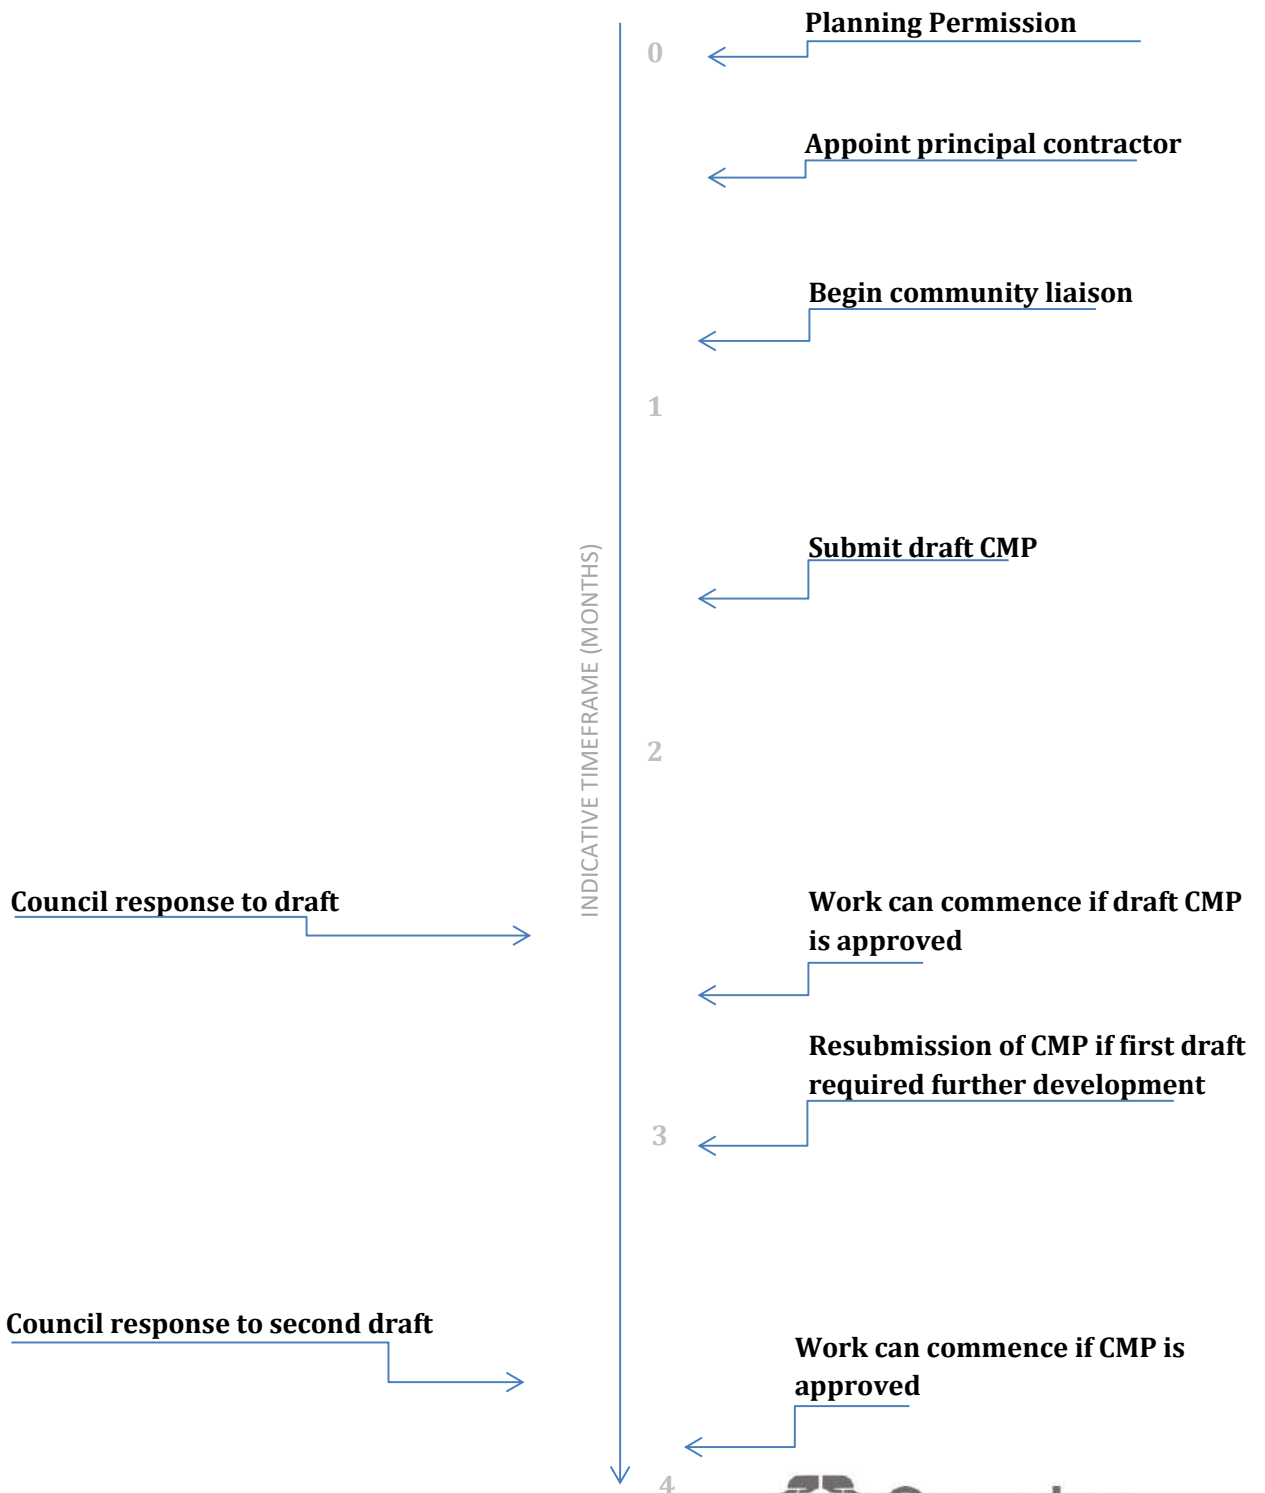 Planning Permission
0
Appoint principal contractor
Begin community liaison
1
Submit draft CMP
INDICATIVE TIMEFRAME (MONTHS)
2
Council response to draft
Work can commence if draft CMP
is approved
Resubmission of CMP if first draft
required further development
3
Council response to second draft
Work can commence if CMP is
approved
4